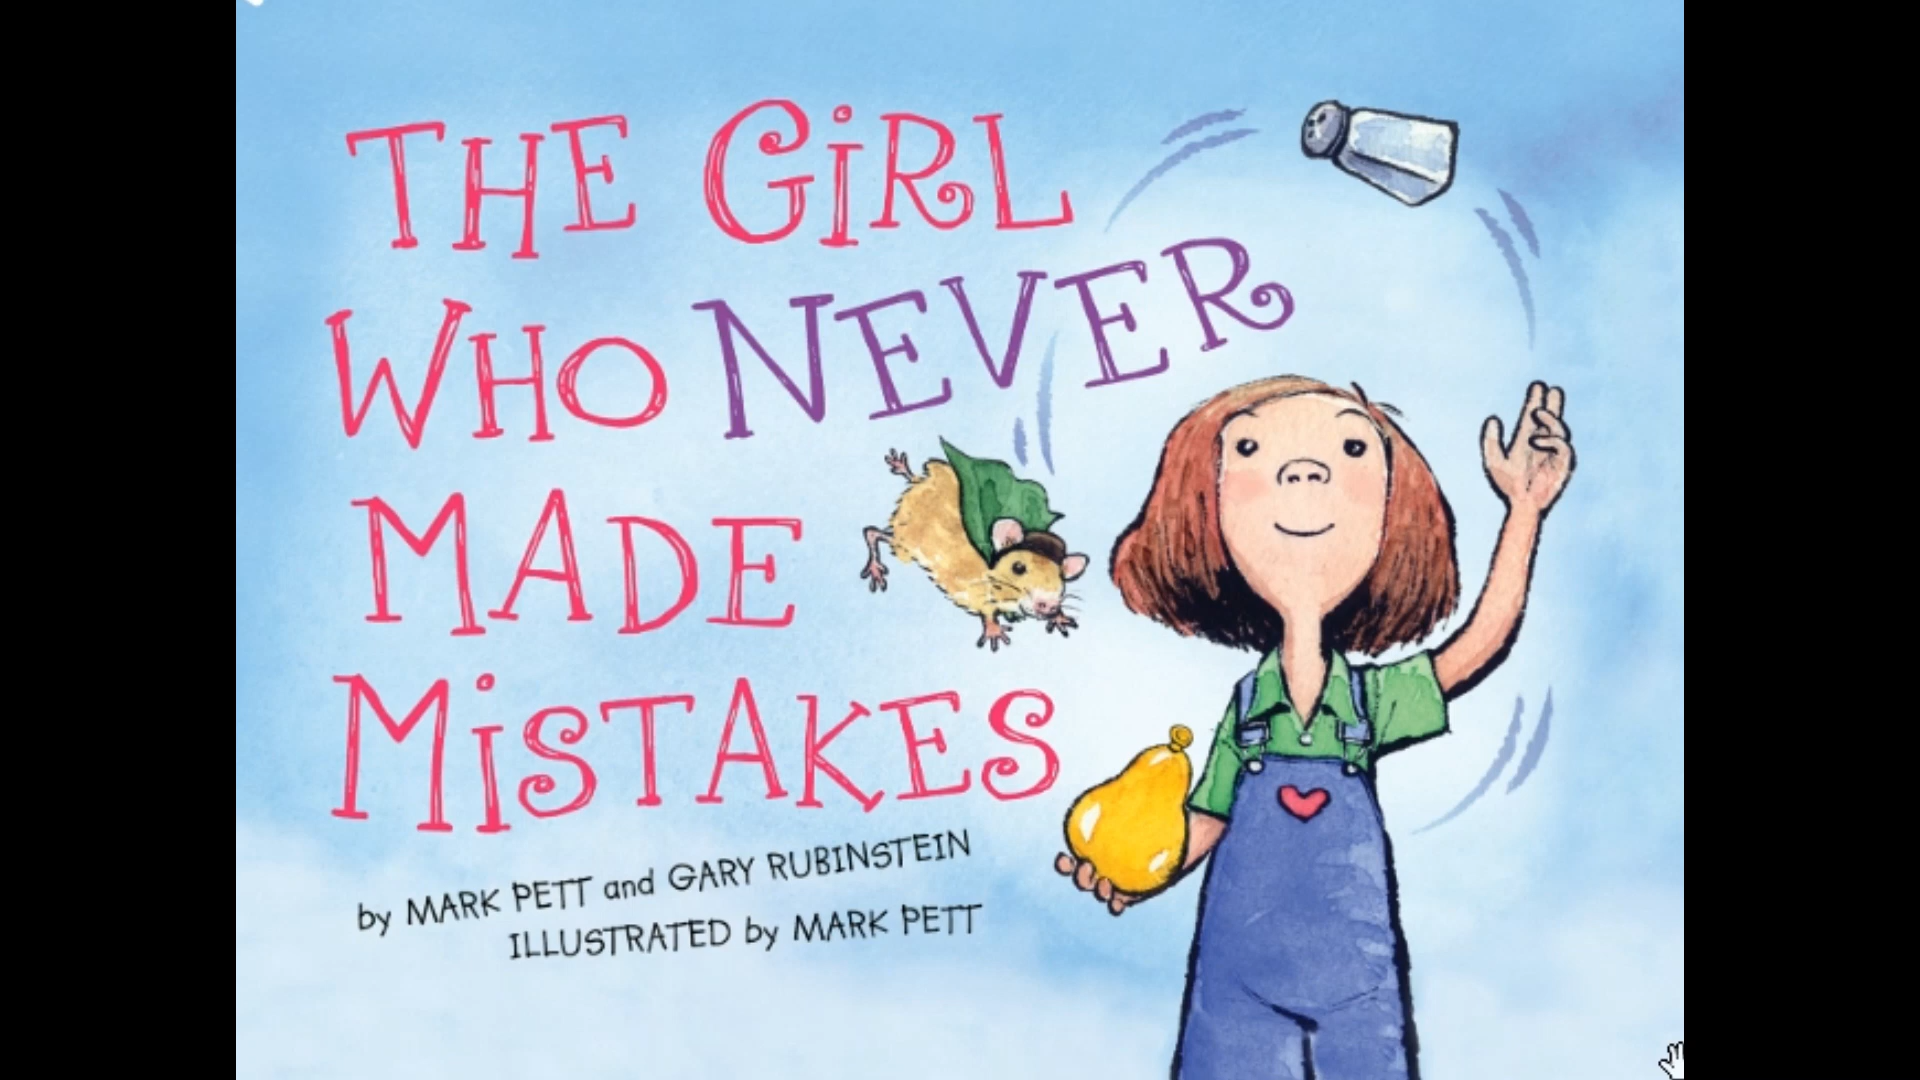 THE GiRL
WHO NEVER
MADE
MiSTAKES
by MARK PETT and GARY RUBINSTEIN
ILLUSTRATED by MARK PETT